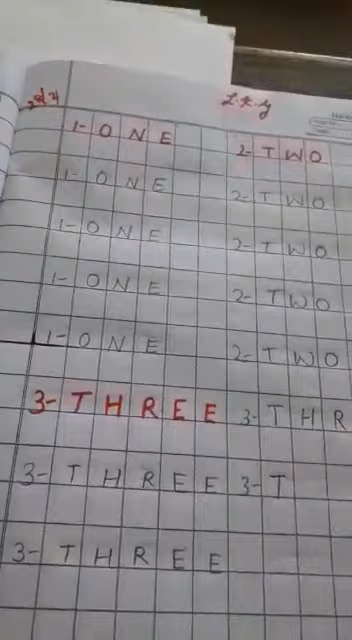 L.K.g
1- ONE 2- TWO
1- ONE 2- TWO
1- ONE 2- TWO
1- ONE 2- TWO
1- ONE 2- TWO
3- THREE 3- THR
3- THREE 3- T
3- THREE